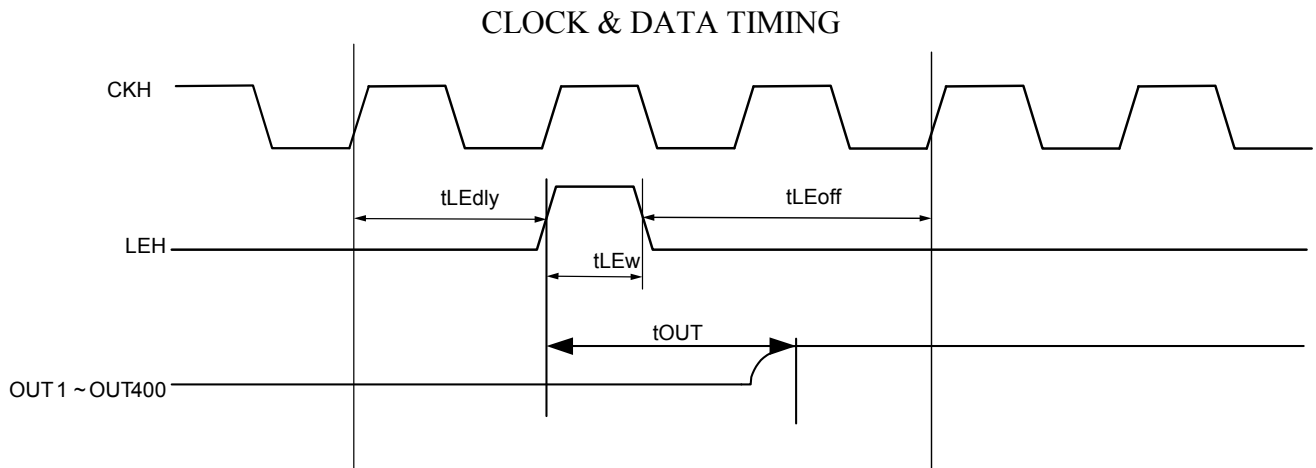 CLOCK & DATA TIMING
CKH
tLEdly
tLEoff
LEH
tLEw
tOUT
OUT1 ~ OUT400